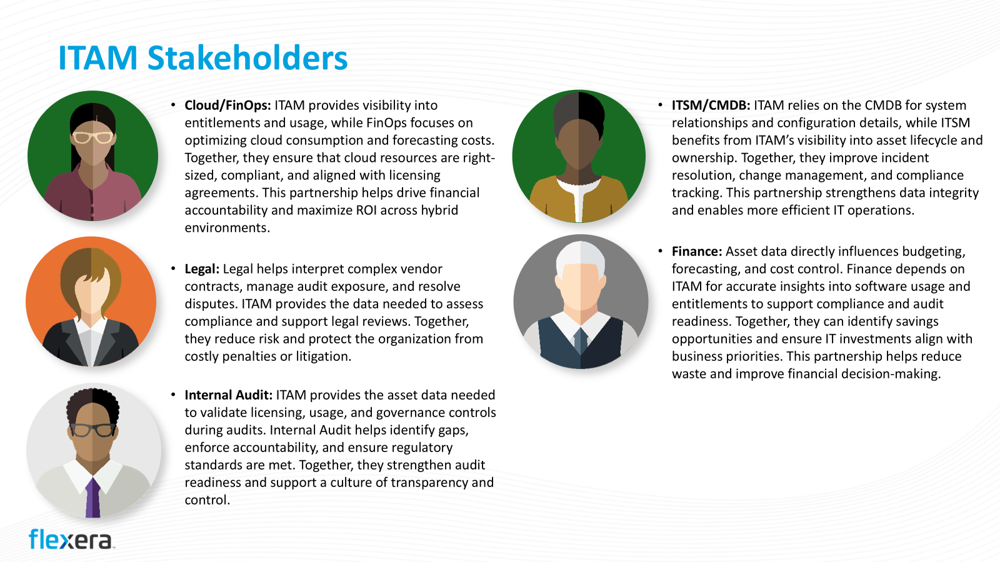 ITAM Stakeholders
• Cloud/FinOps: ITAM provides visibility into
entitlements and usage, while FinOps focuses on
optimizing cloud consumption and forecasting costs.
Together, they ensure that cloud resources are right-
sized, compliant, and aligned with licensing
agreements. This partnership helps drive financial
accountability and maximize ROI across hybrid
environments.
• Legal: Legal helps interpret complex vendor
contracts, manage audit exposure, and resolve
disputes. ITAM provides the data needed to assess
compliance and support legal reviews. Together,
they reduce risk and protect the organization from
costly penalties or litigation.
• Internal Audit: ITAM provides the asset data needed
to validate licensing, usage, and governance controls
during audits. Internal Audit helps identify gaps,
enforce accountability, and ensure regulatory
standards are met. Together, they strengthen audit
readiness and support a culture of transparency and
control.
• ITSM/CMDB: ITAM relies on the CMDB for system
relationships and configuration details, while ITSM
benefits from ITAM’s visibility into asset lifecycle and
ownership. Together, they improve incident
resolution, change management, and compliance
tracking. This partnership strengthens data integrity
and enables more efficient IT operations.
• Finance: Asset data directly influences budgeting,
forecasting, and cost control. Finance depends on
ITAM for accurate insights into software usage and
entitlements to support compliance and audit
readiness. Together, they can identify savings
opportunities and ensure IT investments align with
business priorities. This partnership helps reduce
waste and improve financial decision-making.
flexera